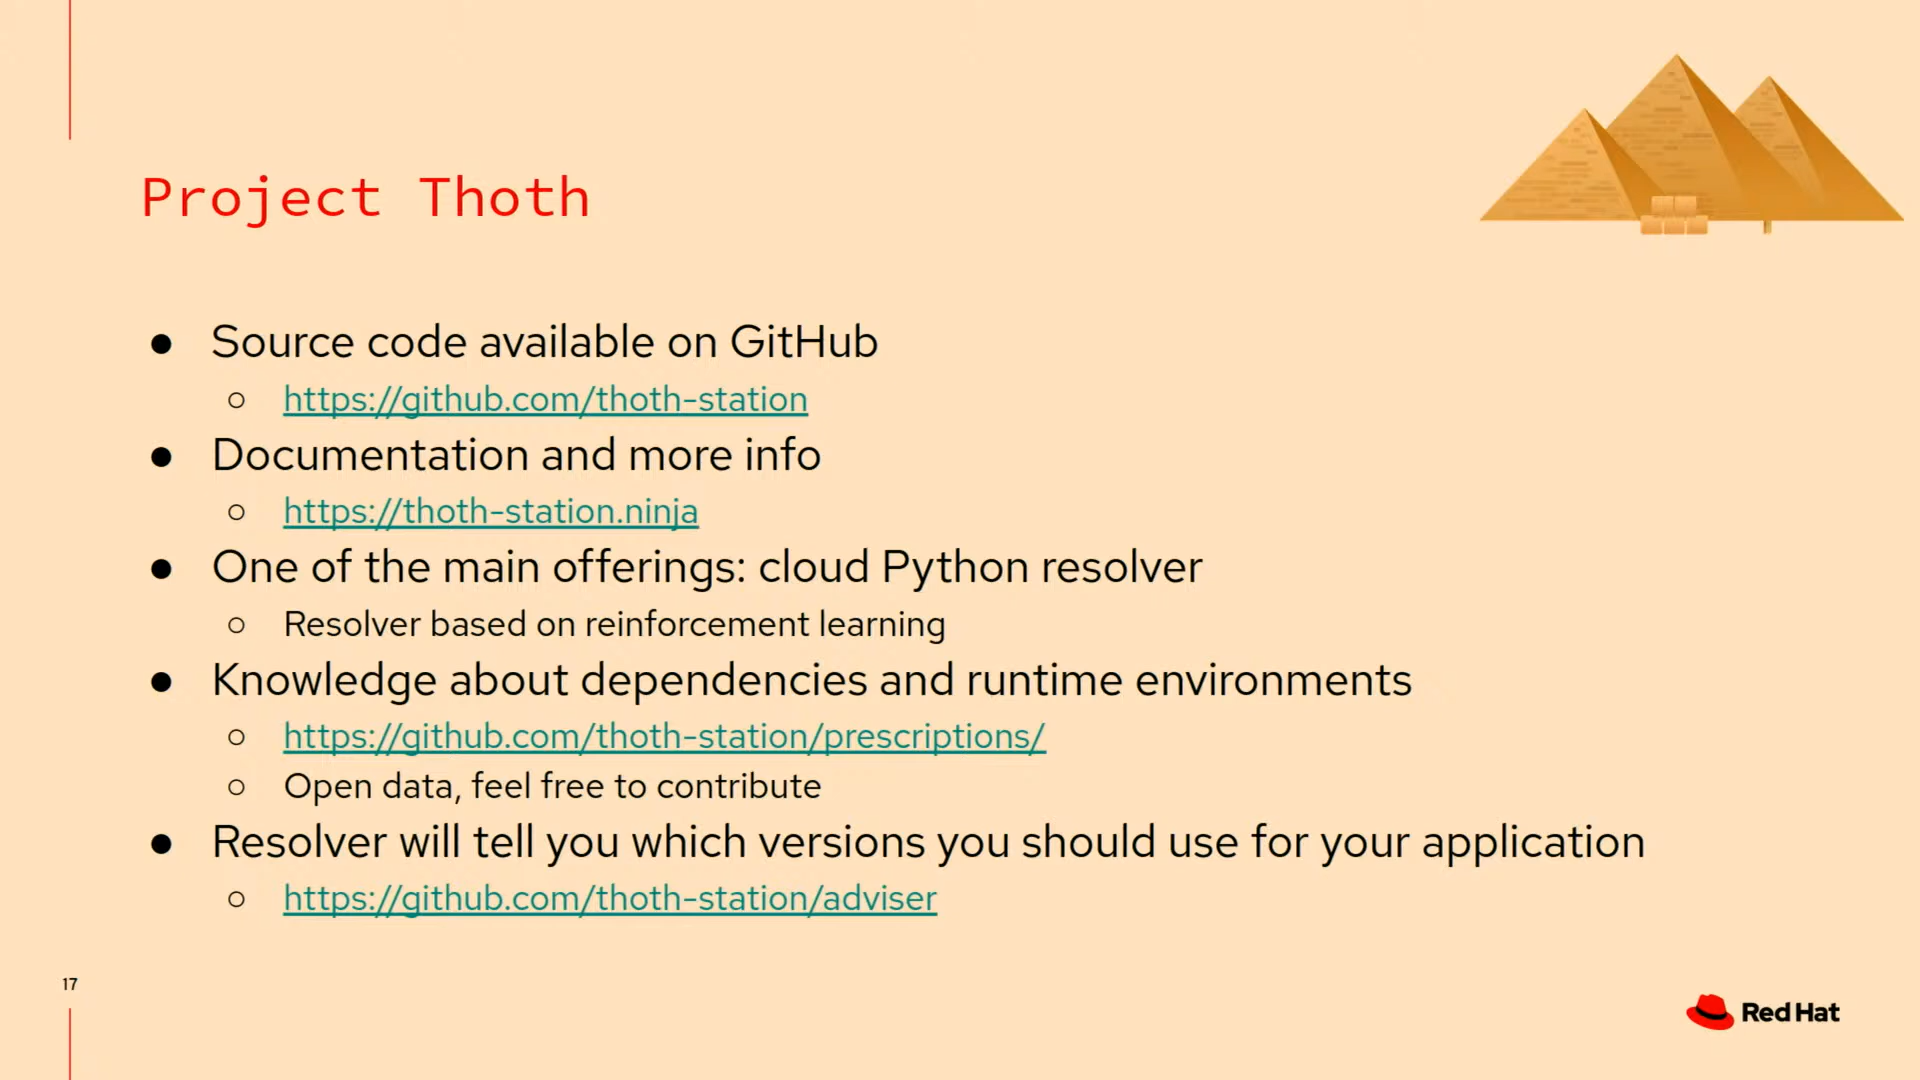 Project Thoth
● Source code available on GitHub
○ https://github.com/thoth-station
● Documentation and more info
○ https://thoth-station.ninja
● One of the main offerings: cloud Python resolver
○ Resolver based on reinforcement learning
● Knowledge about dependencies and runtime environments
○ https://github.com/thoth-station/prescriptions/
○ Open data, feel free to contribute
● Resolver will tell you which versions you should use for your application
○ https://github.com/thoth-station/adviser
17
Red Hat